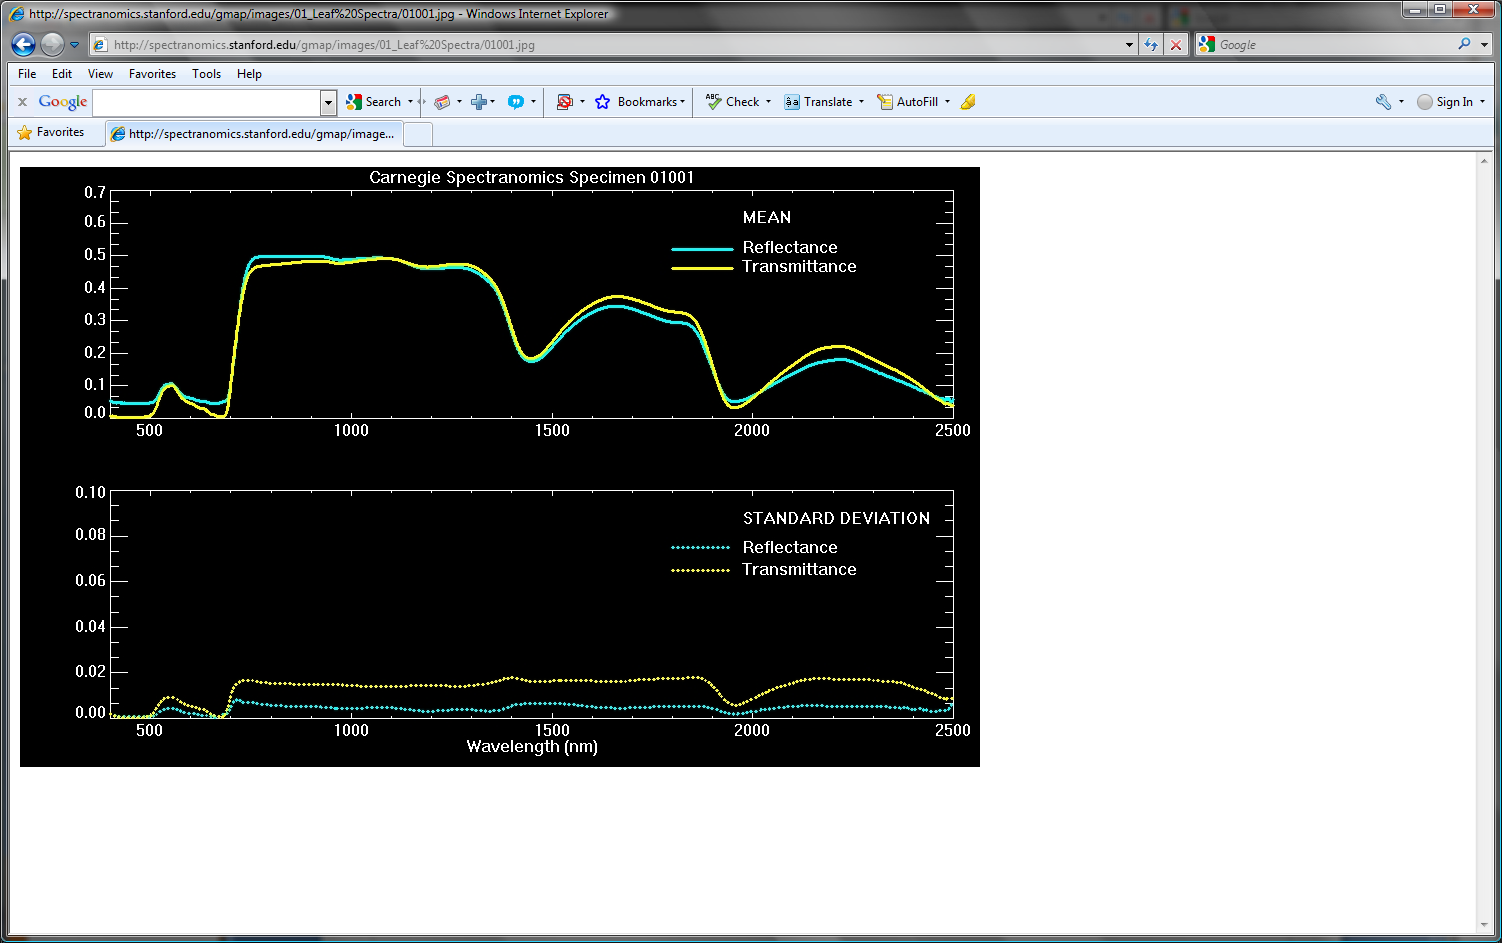 http://spectranomics.stanford.edu/gmap/images/01_Leaf%20Spectra/01001.jpg - Windows Internet Explorer
http://spectranomics.stanford.edu/gmap/images/01_Leaf%20Spectra/01001.jpg
Google
File Edit View Favorites Tools Help
x Google Search Bookmarks ABC Check âa Translate AutoFill Sign In
Favorites http://spectranomics.stanford.edu/gmap/image...
Carnegie Spectranomics Specimen 01001
0.7
MEAN
0.6
Reflectance
0.5
Transmittance
0.4
0.3
0.2
0.1
0.0
500 1000 1500 2000 2500
0.10
STANDARD DEVIATION
0.08
Reflectance
Transmittance
0.06
0.04
0.02
0.00
500 1000 1500 2000 2500
Wavelength (nm)